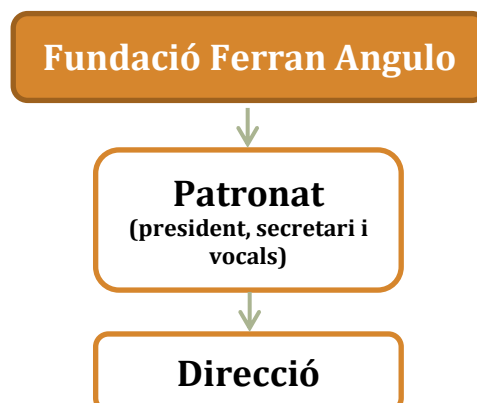 Fundació Ferran Angulo
Patronat
(president, secretari i
vocals)
Direcció